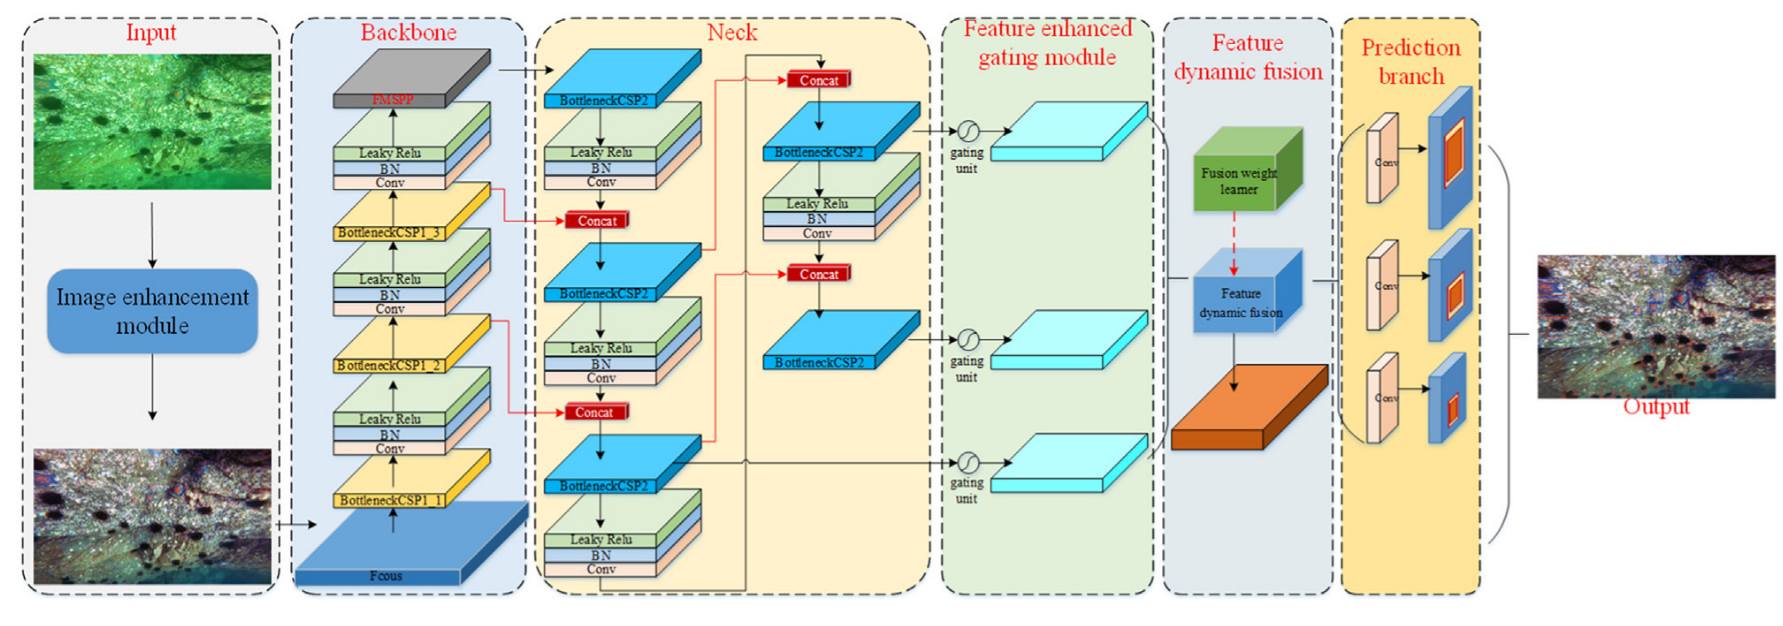 Input
Image enhancement
module
Backbone
FMSPP
Leaky Relu
BN
Conv
BottleneckCSP1_3
Leaky Relu
BN
Conv
BottleneckCSP1_2
Leaky Relu
BN
Conv
BottleneckCSP1_1
Fcous
Neck
BottleneckCSP2
Leaky Relu
BN
Conv
Concat
BottleneckCSP2
Leaky Relu
BN
Conv
Concat
BottleneckCSP2
Leaky Relu
BN
Conv
Concat
BottleneckCSP2
Leaky Relu
BN
Conv
Concat
BottleneckCSP2
Feature enhanced
gating module
gating
unit
gating
unit
gating
unit
Feature
dynamic fusion
Fusion weight
learner
Feature
dynamic fusion
Prediction
branch
Conv
Conv
Conv
Output